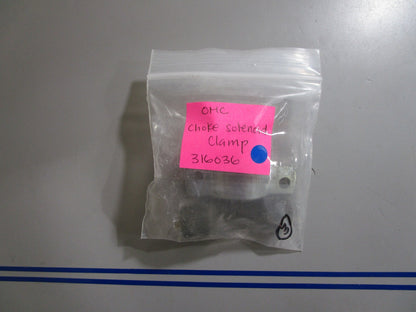 OMC
choke solenoid
Clamp
316036